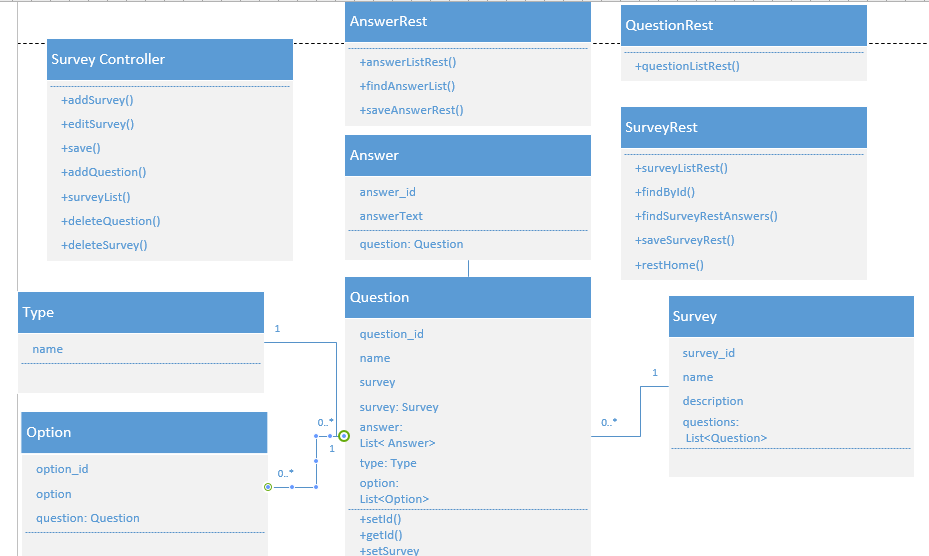 AnswerRest
+answerListRest()
+findAnswerList()
+saveAnswerRest()
QuestionRest
+questionListRest()
Survey Controller
+addSurvey()
+editSurvey()
+save()
+addQuestion()
+surveyList()
+deleteQuestion()
+deleteSurvey()
Answer
answer_id
answerText
question: Question
SurveyRest
+surveyListRest()
+findById()
+findSurveyRestAnswers()
+saveSurveyRest()
+restHome()
Type
name
1
Question
question_id
name
survey
survey: Survey
answer:
List< Answer>
type: Type
option:
List<Option>
+setId()
+getId()
+setSurvey
Survey
survey_id
name
description
questions:
List<Question>
1
0..*
Option
option_id
option
question: Question
0..*
1
0..*